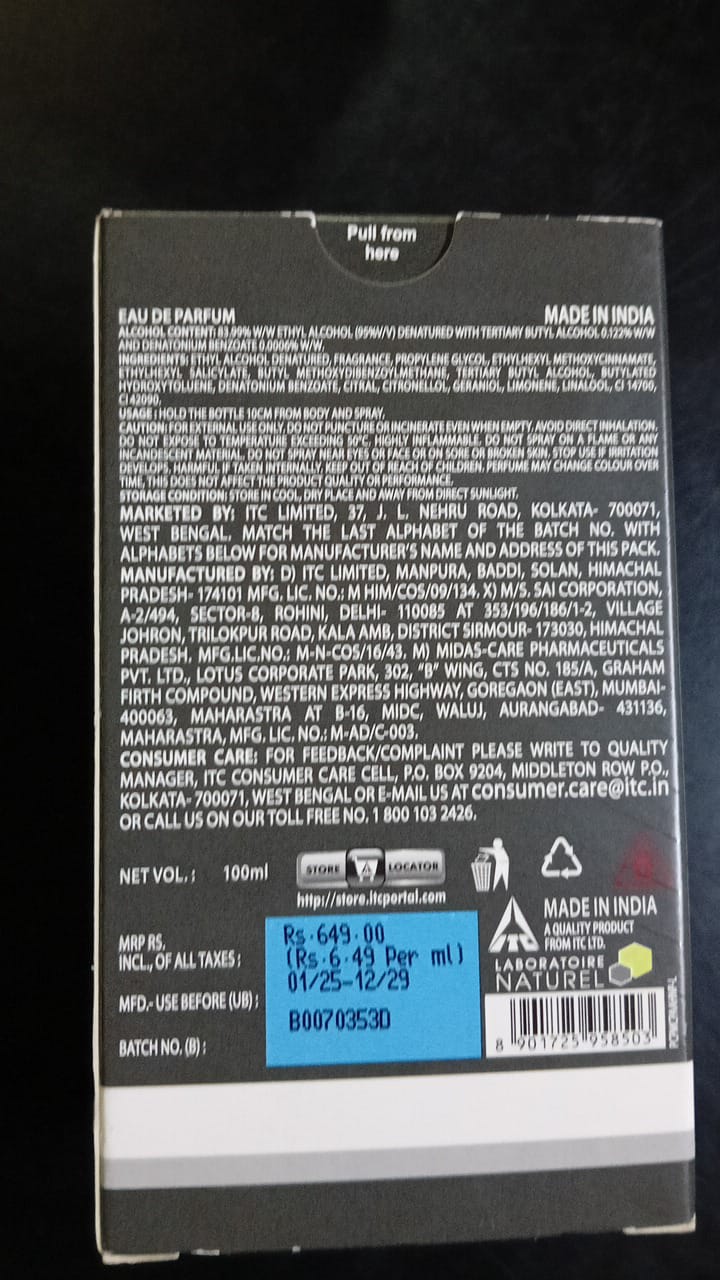 Pull from
here
EAU DE PARFUM MADE IN INDIA
ALCOHOL CONTENT: 83.99% W/W ETHYL ALCOHOL (95%V/V) DENATURED WITH TERTIARY BUTYL ALCOHOL 0.122% W/W
AND DENATONIUM BENZOATE 0.0006% W/W.
INGREDIENTS: ETHYL ALCOHOL DENATURED, FRAGRANCE, PROPYLENE GLYCOL, ETHYLHEXYL METHOXYCINNAMATE,
ETHYLHEXYL SALICYLATE, BUTYL METHOXYDIBENZOYLMETHANE, TERTIARY BUTYL ALCOHOL, BUTYLATED
HYDROXYTOLUENE, DENATONIUM BENZOATE, CITRAL, CITRONELLOL, GERANIOL, LIMONENE, LINALOOL, CI 14700,
CI 42090.
USAGE : HOLD THE BOTTLE 10CM FROM BODY AND SPRAY.
CAUTION: FOR EXTERNAL USE ONLY, DO NOT PUNCTURE OR INCINERATE EVEN WHEN EMPTY, AVOID DIRECT INHALATION.
DO NOT EXPOSE TO TEMPERATURE EXCEEDING 50°C, HIGHLY INFLAMMABLE. DO NOT SPRAY ON A FLAME OR ANY
INCANDESCENT MATERIAL, DO NOT SPRAY NEAR EYES OR FACE OR ON SORE OR BROKEN SKIN, STOP USE IF IRRITATION
DEVELOPS, HARMFUL IF TAKEN INTERNALLY, KEEP OUT OF REACH OF CHILDREN. PERFUME MAY CHANGE COLOUR OVER
TIME, THIS DOES NOT AFFECT THE PRODUCT QUALITY OR PERFORMANCE.
STORAGE CONDITION: STORE IN COOL, DRY PLACE AND AWAY FROM DIRECT SUNLIGHT.
MARKETED BY: ITC LIMITED, 37, J. L. NEHRU ROAD, KOLKATA- 700071,
WEST BENGAL. MATCH THE LAST ALPHABET OF THE BATCH NO. WITH
ALPHABETS BELOW FOR MANUFACTURER'S NAME AND ADDRESS OF THIS PACK.
MANUFACTURED BY: D) ITC LIMITED, MANPURA, BADDI, SOLAN, HIMACHAL
PRADESH- 174101 MFG. LIC. NO.: M HIM/COS/09/134. X) M/S. SAI CORPORATION,
A-2/494, SECTOR-8, ROHINI, DELHI- 110085 AT 353/196/186/1-2, VILLAGE
JOHRON, TRILOKPUR ROAD, KALA AMB, DISTRICT SIRMOUR- 173030, HIMACHAL
PRADESH. MFG.LIC.NO.: M-N-COS/16/43. M) MIDAS-CARE PHARMACEUTICALS
PVT. LTD., LOTUS CORPORATE PARK, 302, "B" WING, CTS NO. 185/A, GRAHAM
FIRTH COMPOUND, WESTERN EXPRESS HIGHWAY, GOREGAON (EAST), MUMBAI-
400063, MAHARASTRA AT B-16, MIDC, WALUJ, AURANGABAD- 431136,
MAHARASTRA, MFG. LIC. NO.: M-AD/C-003.
CONSUMER CARE: FOR FEEDBACK/COMPLAINT PLEASE WRITE TO QUALITY
MANAGER, ITC CONSUMER CARE CELL, P.O. BOX 9204, MIDDLETON ROW P.O.,
KOLKATA- 700071, WEST BENGAL OR E-MAIL US AT consumer.care@itc.in
OR CALL US ON OUR TOLL FREE NO. 1 800 103 2426.
NET VOL. : 100ml
STORE LOCATOR
http://store.itcportal.com
MADE IN INDIA
A QUALITY PRODUCT
FROM ITC LTD.
ITC
LABORATOIRE
NATUREL
MRP RS.
INCL., OF ALL TAXES ;
Rs.649.00
(Rs.6.49 Per ml)
MFD.- USE BEFORE (UB) ;
01/25-12/29
BATCH NO. (B) ;
B0070353D
8 901725 958503